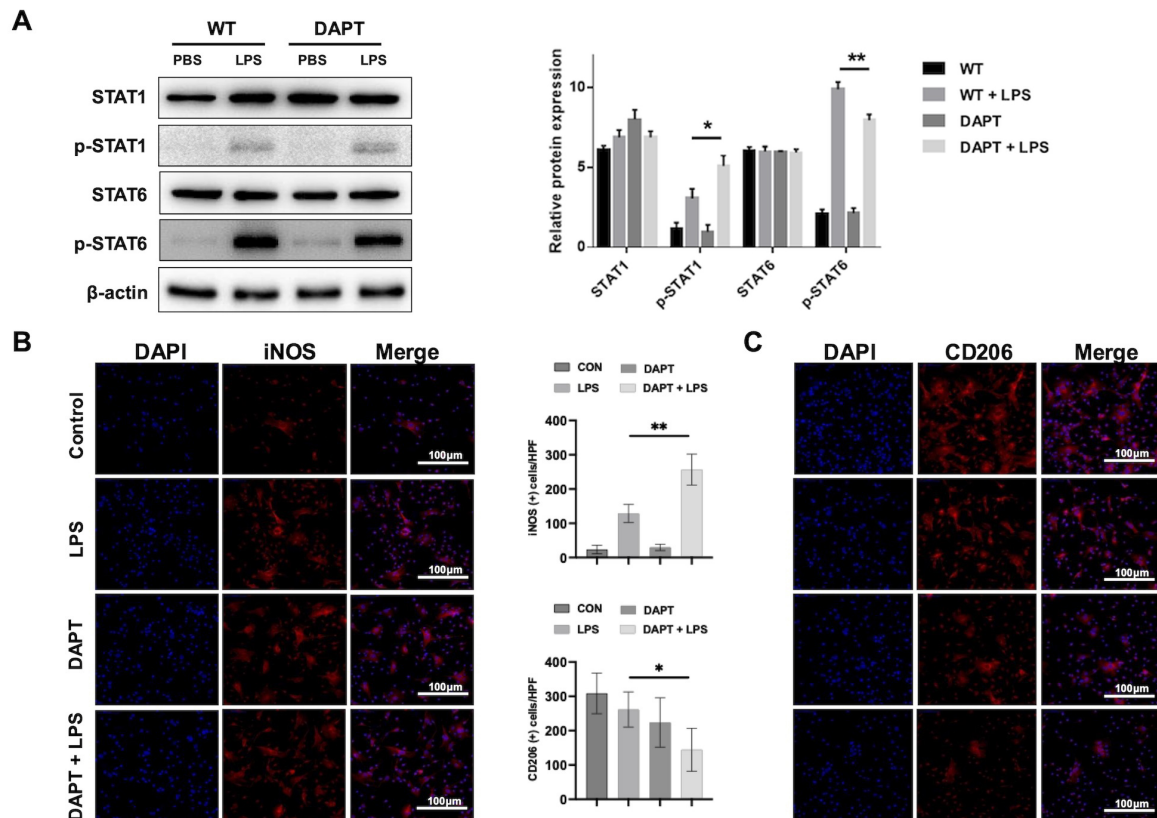 A
WT DAPT
PBS LPS PBS LPS
STAT1
p-STAT1
STAT6
p-STAT6
β-actin
Relative protein expression
10
5
0
*
**
STAT1
p-STAT1
STAT6
p-STAT6
WT
WT + LPS
DAPT
DAPT + LPS
B
DAPI iNOS Merge
Control
100μm
LPS
100μm
DAPT
100μm
DAPT + LPS
100μm
CON DAPT
LPS DAPT + LPS
iNOS (+) cells/HPF
400
300
200
100
0
**
CON DAPT
LPS DAPT + LPS
CD206 (+) cells/HPF
400
300
200
100
0
*
C
DAPI CD206 Merge
100μm
100μm
100μm
100μm